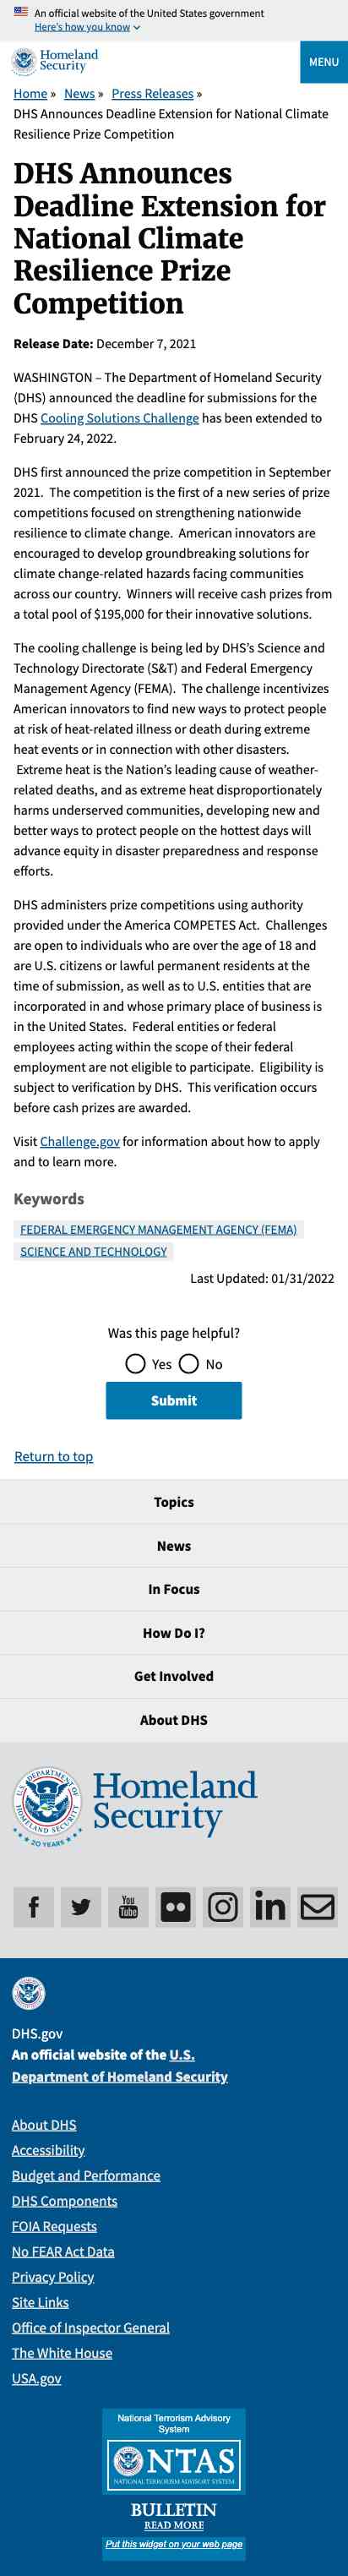 An official website of the United States government
Here's how you know
Homeland
Security
MENU
Home » News » Press Releases »
DHS Announces Deadline Extension for National Climate
Resilience Prize Competition
DHS Announces
Deadline Extension for
National Climate
Resilience Prize
Competition
Release Date: December 7, 2021
WASHINGTON – The Department of Homeland Security
(DHS) announced the deadline for submissions for the
DHS Cooling Solutions Challenge has been extended to
February 24, 2022.
DHS first announced the prize competition in September
2021. The competition is the first of a new series of prize
competitions focused on strengthening nationwide
resilience to climate change. American innovators are
encouraged to develop groundbreaking solutions for
climate change-related hazards facing communities
across our country. Winners will receive cash prizes from
a total pool of $195,000 for their innovative solutions.
The cooling challenge is being led by DHS's Science and
Technology Directorate (S&T) and Federal Emergency
Management Agency (FEMA). The challenge incentivizes
American innovators to find new ways to protect people
at risk of heat-related illness or death during extreme
heat events or in connection with other disasters.
Extreme heat is the Nation's leading cause of weather-
related deaths, and as extreme heat disproportionately
harms underserved communities, developing new and
better ways to protect people on the hottest days will
advance equity in disaster preparedness and response
efforts.
DHS administers prize competitions using authority
provided under the America COMPETES Act. Challenges
are open to individuals who are over the age of 18 and
are U.S. citizens or lawful permanent residents at the
time of submission, as well as to U.S. entities that are
incorporated in and whose primary place of business is
in the United States. Federal entities or federal
employees acting within the scope of their federal
employment are not eligible to participate. Eligibility is
subject to verification by DHS. This verification occurs
before cash prizes are awarded.
Visit Challenge.gov for information about how to apply
and to learn more.
Keywords
FEDERAL EMERGENCY MANAGEMENT AGENCY (FEMA)
SCIENCE AND TECHNOLOGY
Last Updated: 01/31/2022
Was this page helpful?
Yes No
Submit
Return to top
Topics
News
In Focus
How Do I?
Get Involved
About DHS
U.S. DEPARTMENT OF
HOMELAND SECURITY
Homeland
Security
You
Tube
DHS.gov
An official website of the U.S.
Department of Homeland Security
About DHS
Accessibility
Budget and Performance
DHS Components
FOIA Requests
No FEAR Act Data
Privacy Policy
Site Links
Office of Inspector General
The White House
USA.gov
National Terrorism Advisory
System
NTAS
NATIONAL TERRORISM ADVISORY SYSTEM
BULLETIN
READ MORE
Put this widget on your web page